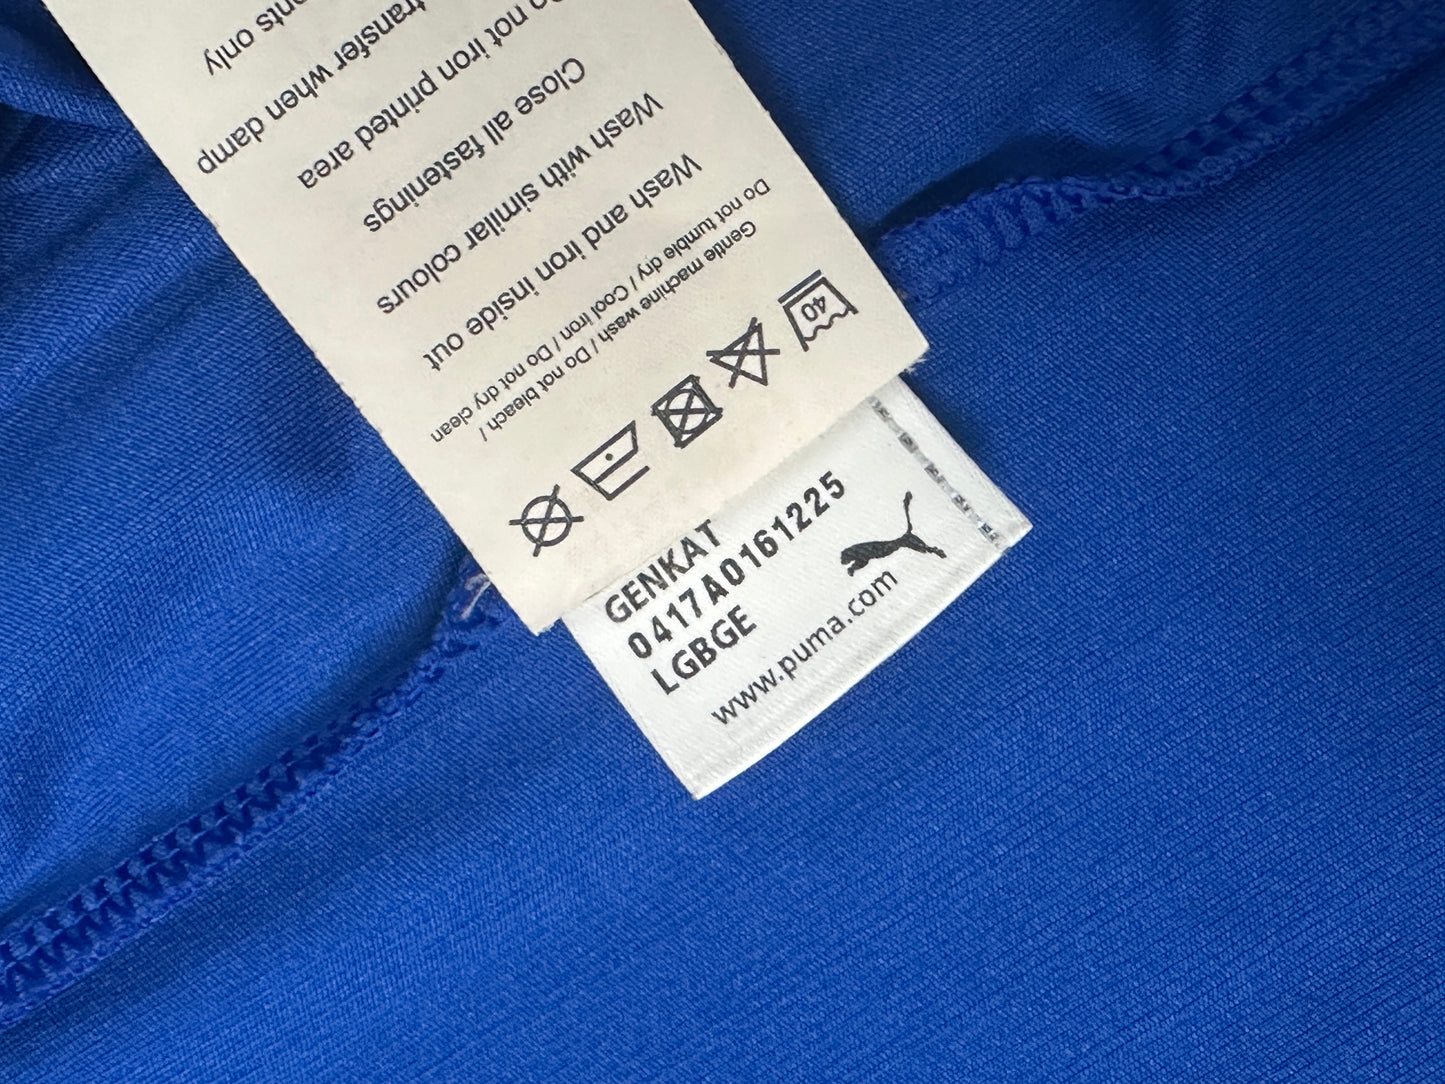 40
Gentle machine wash / Do not bleach /
Do not tumble dry / Cool iron / Do not dry clean
Wash and iron inside out
Wash with similar colours
Close all fastenings
not iron printed area
transfer when damp
only
GENKAT
0417A0161225
LGBGE
www.puma.com